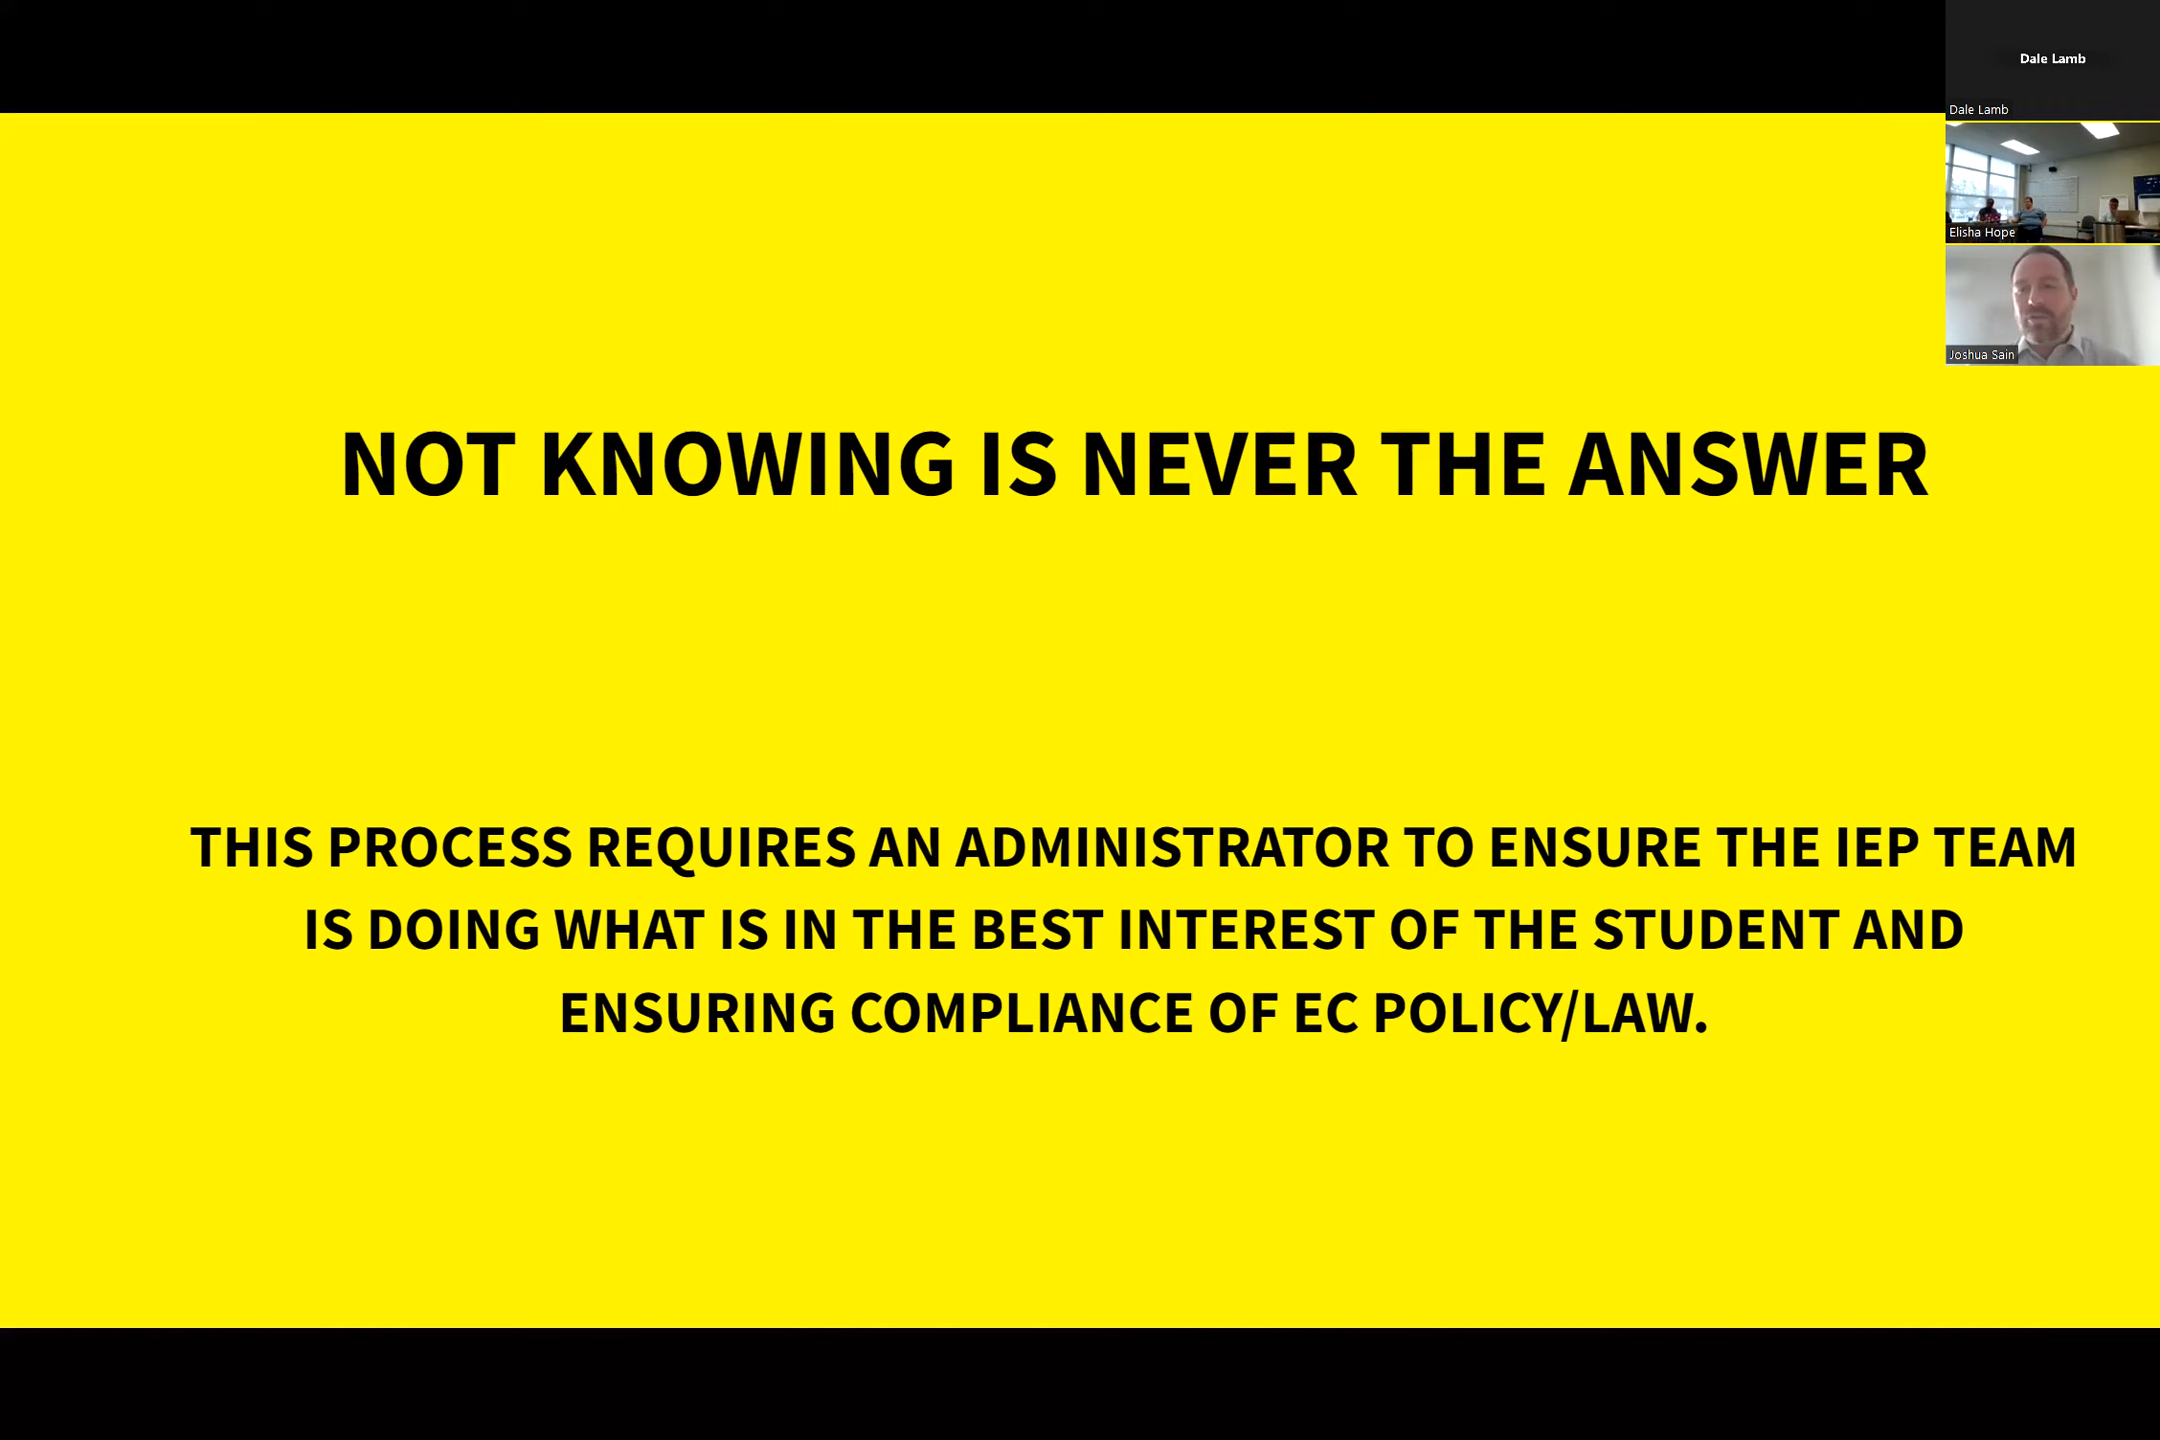 Dale Lamb
Dale Lamb
Elisha Hope
Joshua Sain
NOT KNOWING IS NEVER THE ANSWER
THIS PROCESS REQUIRES AN ADMINISTRATOR TO ENSURE THE IEP TEAM
IS DOING WHAT IS IN THE BEST INTEREST OF THE STUDENT AND
ENSURING COMPLIANCE OF EC POLICY/LAW.